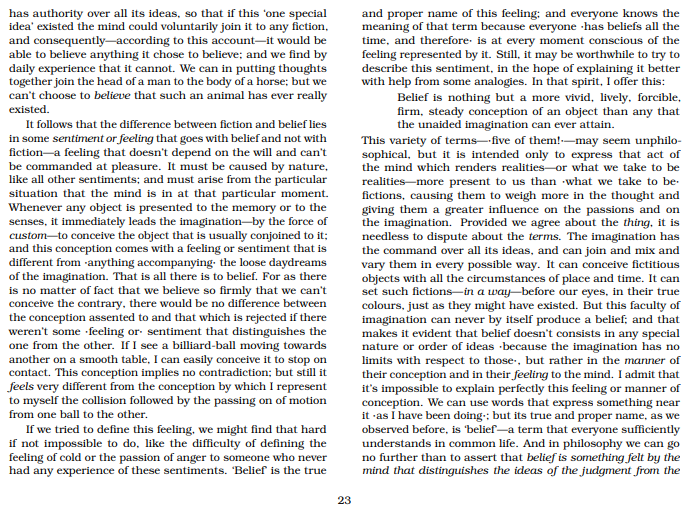 has authority over all its ideas, so that if this ‘one special
idea’ existed the mind could voluntarily join it to any fiction,
and consequently—according to this account—it would be
able to believe anything it chose to believe; and we find by
daily experience that it cannot. We can in putting thoughts
together join the head of a man to the body of a horse; but we
can’t choose to believe that such an animal has ever really
existed.
It follows that the difference between fiction and belief lies
in some sentiment or feeling that goes with belief and not with
fiction—a feeling that doesn’t depend on the will and can’t
be commanded at pleasure. It must be caused by nature,
like all other sentiments; and must arise from the particular
situation that the mind is in at that particular moment.
Whenever any object is presented to the memory or to the
senses, it immediately leads the imagination—by the force of
custom—to conceive the object that is usually conjoined to it;
and this conception comes with a feeling or sentiment that is
different from ·anything accompanying· the loose daydreams
of the imagination. That is all there is to belief. For as there
is no matter of fact that we believe so firmly that we can’t
conceive the contrary, there would be no difference between
the conception assented to and that which is rejected if there
weren’t some ·feeling or· sentiment that distinguishes the
one from the other. If I see a billiard-ball moving towards
another on a smooth table, I can easily conceive it to stop on
contact. This conception implies no contradiction; but still it
feels very different from the conception by which I represent
to myself the collision followed by the passing on of motion
from one ball to the other.
If we tried to define this feeling, we might find that hard
if not impossible to do, like the difficulty of defining the
feeling of cold or the passion of anger to someone who never
had any experience of these sentiments. ‘Belief’ is the true
and proper name of this feeling; and everyone knows the
meaning of that term because everyone ·has beliefs all the
time, and therefore· is at every moment conscious of the
feeling represented by it. Still, it may be worthwhile to try to
describe this sentiment, in the hope of explaining it better
with help from some analogies. In that spirit, I offer this:
Belief is nothing but a more vivid, lively, forcible,
firm, steady conception of an object than any that
the unaided imagination can ever attain.
This variety of terms—·five of them!·—may seem unphilo-
sophical, but it is intended only to express that act of
the mind which renders realities—or what we take to be
realities—more present to us than ·what we take to be·
fictions, causing them to weigh more in the thought and
giving them a greater influence on the passions and on
the imagination. Provided we agree about the thing, it is
needless to dispute about the terms. The imagination has
the command over all its ideas, and can join and mix and
vary them in every possible way. It can conceive fictitious
objects with all the circumstances of place and time. It can
set such fictions—in a way—before our eyes, in their true
colours, just as they might have existed. But this faculty of
imagination can never by itself produce a belief; and that
makes it evident that belief doesn’t consists in any special
nature or order of ideas ·because the imagination has no
limits with respect to those·, but rather in the manner of
their conception and in their feeling to the mind. I admit that
it’s impossible to explain perfectly this feeling or manner of
conception. We can use words that express something near
it ·as I have been doing·; but its true and proper name, as we
observed before, is ‘belief’—a term that everyone sufficiently
understands in common life. And in philosophy we can go
no further than to assert that belief is something felt by the
mind that distinguishes the ideas of the judgment from the
23